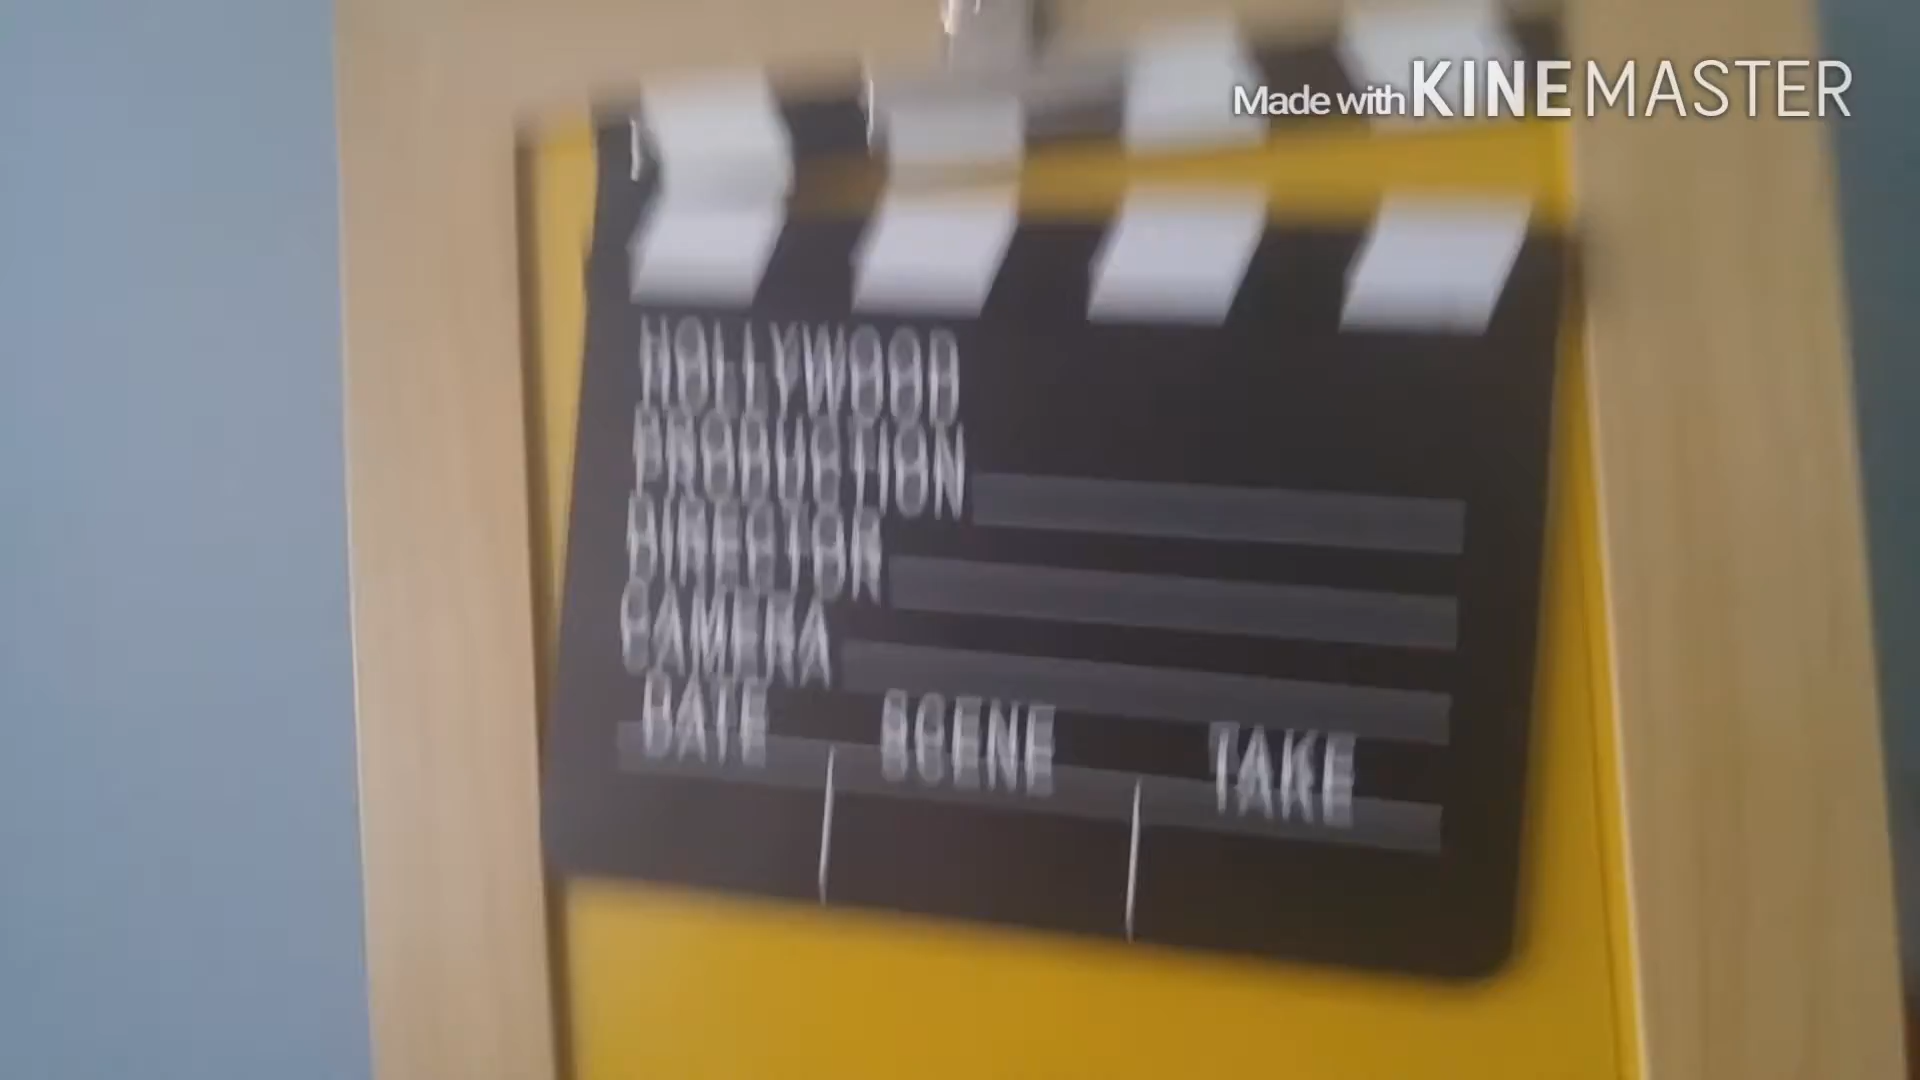 Made with KINEMASTER
HOLLYWOOD
PRODUCTION
DIRECTOR
CAMERA
DATE SCENE TAKE